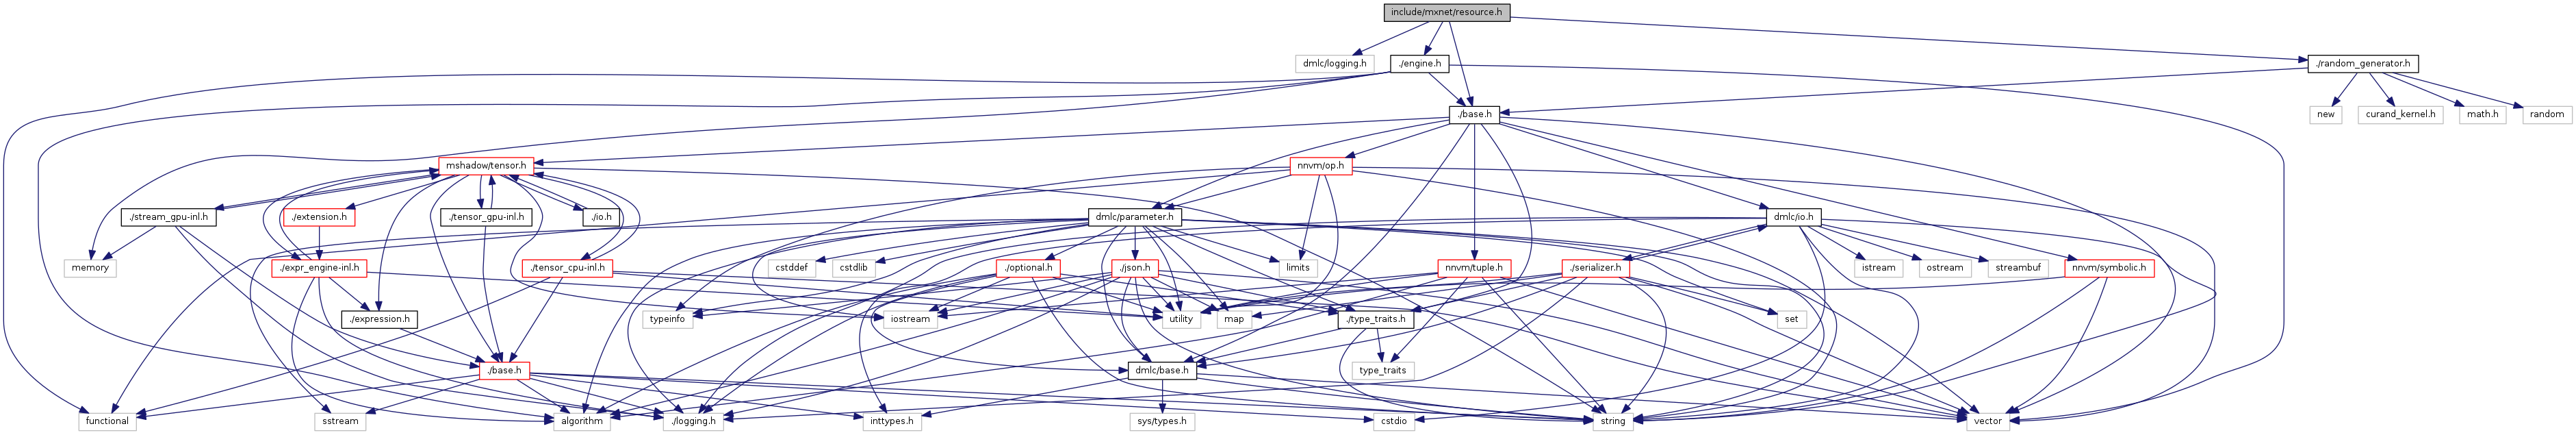 include/mxnet/resource.h
dmlc/logging.h
./engine.h
./random_generator.h
./base.h
new
curand_kernel.h
math.h
random
mshadow/tensor.h
nnvm/op.h
./stream_gpu-inl.h
./extension.h
./tensor_gpu-inl.h
./io.h
dmlc/parameter.h
dmlc/io.h
memory
./expr_engine-inl.h
./tensor_cpu-inl.h
cstddef
cstdlib
./optional.h
./json.h
limits
nnvm/tuple.h
./serializer.h
istream
ostream
streambuf
nnvm/symbolic.h
./expression.h
typeinfo
iostream
utility
map
./type_traits.h
set
./base.h
dmlc/base.h
type_traits
functional
sstream
algorithm
./logging.h
inttypes.h
sys/types.h
cstdio
string
vector